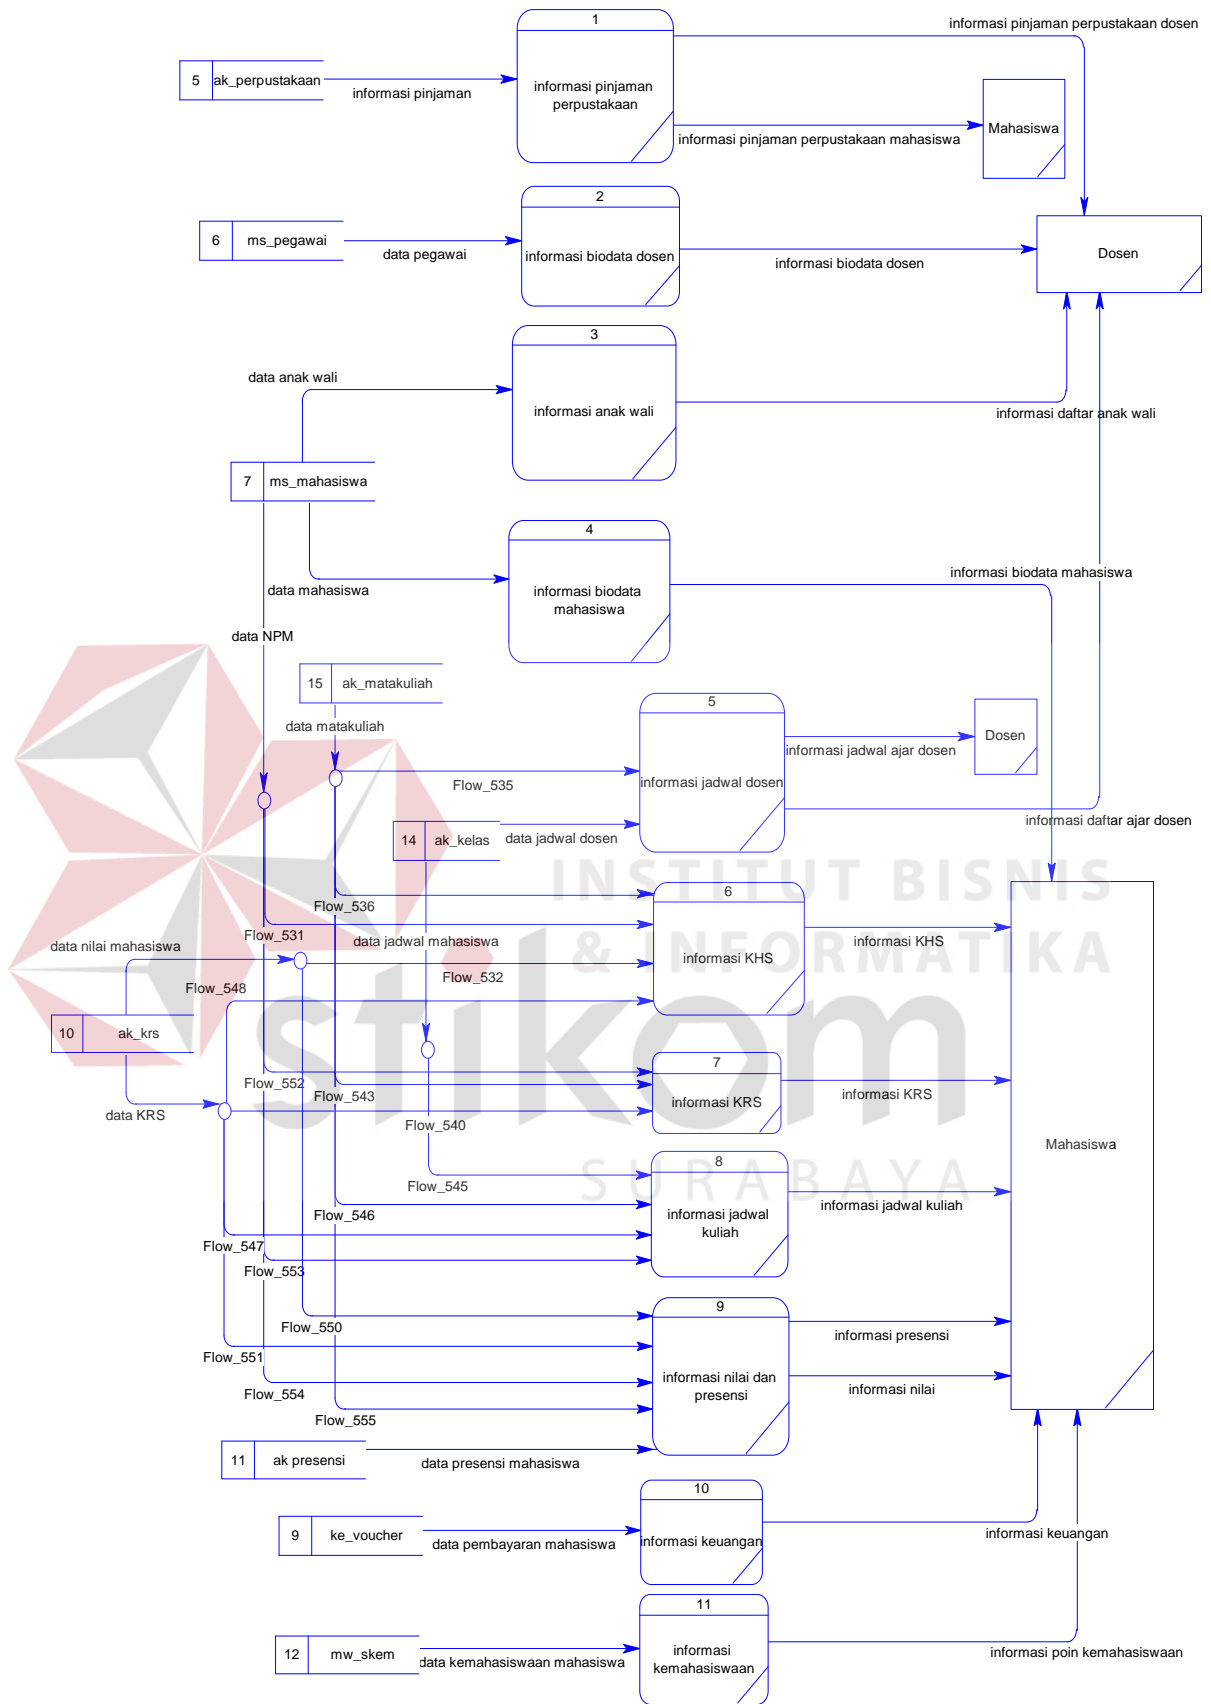 1
informasi pinjaman perpustakaan dosen
5 ak_perpustakaan
informasi pinjaman
informasi pinjaman
perpustakaan
Mahasiswa
informasi pinjaman perpustakaan mahasiswa
2
6 ms_pegawai
data pegawai
informasi biodata dosen
informasi biodata dosen
Dosen
3
data anak wali
informasi anak wali
informasi daftar anak wali
7 ms_mahasiswa
4
data mahasiswa
informasi biodata
mahasiswa
informasi biodata mahasiswa
data NPM
15 ak_matakuliah
data matakuliah
5
informasi jadwal ajar dosen
Dosen
Flow_535
informasi jadwal dosen
14 ak_kelas
data jadwal dosen
informasi daftar ajar dosen
INSTITUT BISNIS
& INFORMATIKA
6
Flow_536
Flow_531
data nilai mahasiswa
data jadwal mahasiswa
informasi KHS
informasi KHS
Flow_532
Flow_548
10 ak_krs
stikom
7
Flow_552
Flow_543
data KRS
informasi KRS
informasi KRS
Flow_540
Mahasiswa
SURABAYA
8
Flow_545
Flow_546
informasi jadwal
kuliah
informasi jadwal kuliah
Flow_547
Flow_553
9
Flow_550
informasi presensi
Flow_551
informasi nilai dan
presensi
Flow_554
informasi nilai
Flow_555
11 ak presensi
data presensi mahasiswa
10
9 ke_voucher
data pembayaran mahasiswa
informasi keuangan
informasi keuangan
11
12 mw_skem
data kemahasiswaan mahasiswa
informasi
kemahasiswaan
informasi poin kemahasiswaan